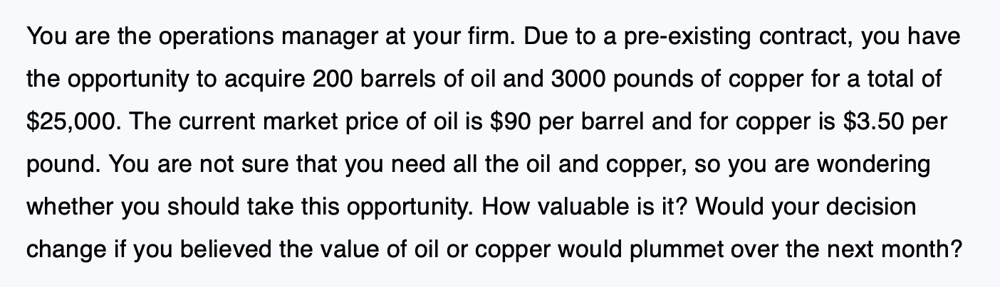 You are the operations manager at your firm. Due to a pre-existing contract, you have
the opportunity to acquire 200 barrels of oil and 3000 pounds of copper for a total of
$25,000. The current market price of oil is $90 per barrel and for copper is $3.50 per
pound. You are not sure that you need all the oil and copper, so you are wondering
whether you should take this opportunity. How valuable is it? Would your decision
change if you believed the value of oil or copper would plummet over the next month?